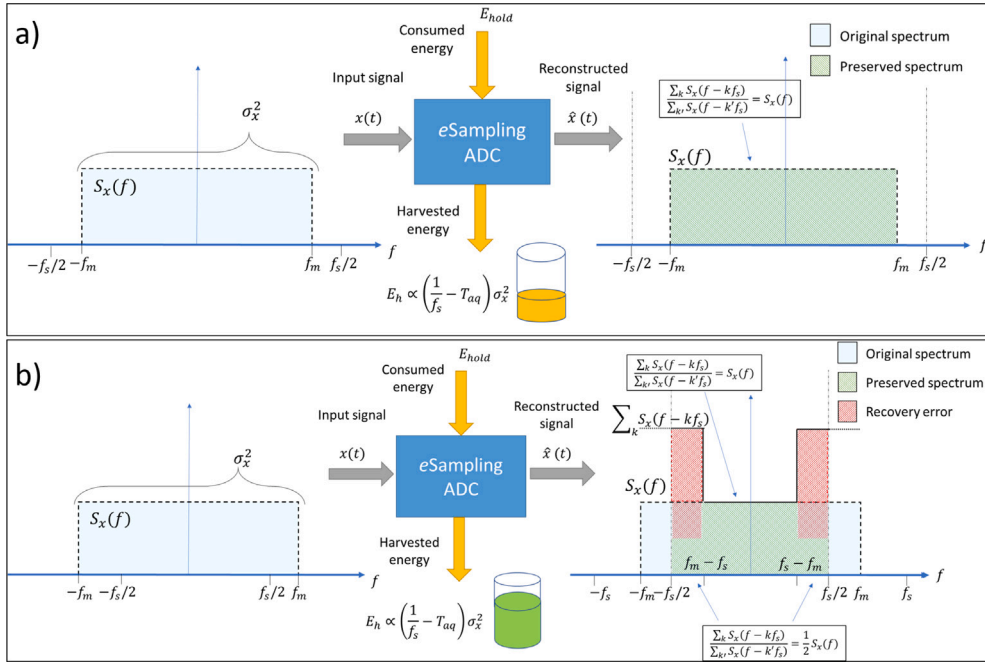 a)
E_hold
Consumed energy
Input signal
Reconstructed signal
x(t)
x̂(t)
eSampling ADC
Harvested energy
E_h ∝ (1/f_s − T_aq) σ_x^2
σ_x^2
S_x(f)
−f_s/2
−f_m
f_m
f_s/2
f
Original spectrum
Preserved spectrum
∑_k S_x(f − kf_s) / ∑_k, S_x(f − k'f_s) = S_x(f)
S_x(f)
−f_s/2
−f_m
f_m
f_s/2
f
b)
E_hold
Consumed energy
Input signal
Reconstructed signal
x(t)
x̂(t)
eSampling ADC
Harvested energy
E_h ∝ (1/f_s − T_aq) σ_x^2
σ_x^2
S_x(f)
−f_m
−f_s/2
f_s/2
f_m
f
Original spectrum
Preserved spectrum
Recovery error
∑_k S_x(f − kf_s) / ∑_k, S_x(f − k'f_s) = S_x(f)
∑_k S_x(f − kf_s)
S_x(f)
f_m − f_s
f_s − f_m
−f_s
−f_m
−f_s/2
f_s/2
f_m
f_s
f
∑_k S_x(f − kf_s) / ∑_k, S_x(f − k'f_s) = 1/2 S_x(f)